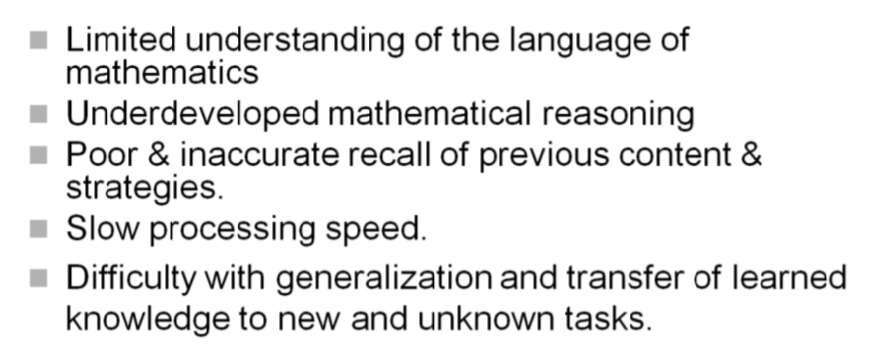 Limited understanding of the language of
mathematics
Underdeveloped mathematical reasoning
Poor & inaccurate recall of previous content &
strategies.
Slow processing speed.
Difficulty with generalization and transfer of learned
knowledge to new and unknown tasks.